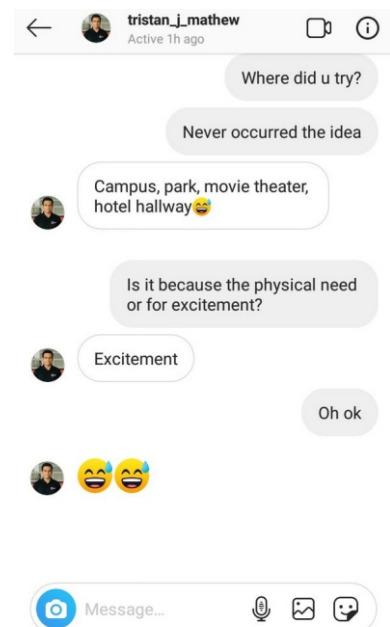 tristan_j_mathew
Active 1h ago
Where did u try?
Never occurred the idea
Campus, park, movie theater,
hotel hallway😅
Is it because the physical need
or for excitement?
Excitement
Oh ok
😅😅
Message...